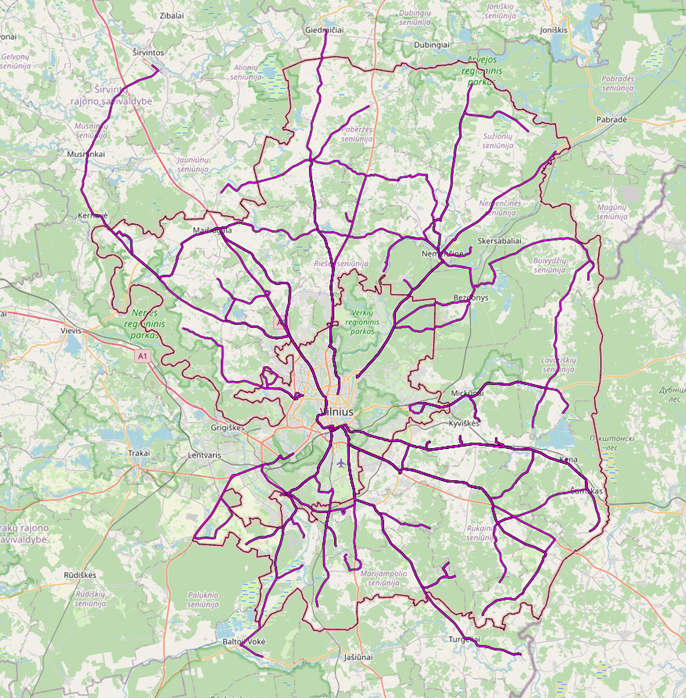 Zibalai
Giedraičiai
Dubingių
seniūnija
Joniškio
seniūnija
Joniškis
Dubingiai
Širvintos
Gelvonų
seniūnija
Alionių
seniūnija
Asvejos
regioninis
parkas
Pabradės
seniūnija
Širvintų
rajono savivaldybė
Pabradė
Musninkų
seniūnija
Paberžės
seniūnija
Sužionių
seniūnija
Musninkai
Jauniūnų
seniūnija
Nemenčinės
seniūnija
Magūnų
seniūnija
Kernavė
Maišiagala
Skersabaliai
Nemenčinė
Riešės seniūnija
Buivydžių
seniūnija
Bezdonys
Neries
regioninis
parkas
Verkių
regioninis
parkas
Vievis
A1
Lavoriškių
seniūnija
Mickūnai
Vilnius
Kyviškės
Grigiškės
Trakai
Lentvaris
Kena
Šumskas
Trakų rajono
savivaldybė
Rukainių
seniūnija
Rūdiškės
Rūdiškių
seniūnija
Paluknio
seniūnija
Marijampolio
seniūnija
Baltoji Vokė
Turgeliai
Jašiūnai